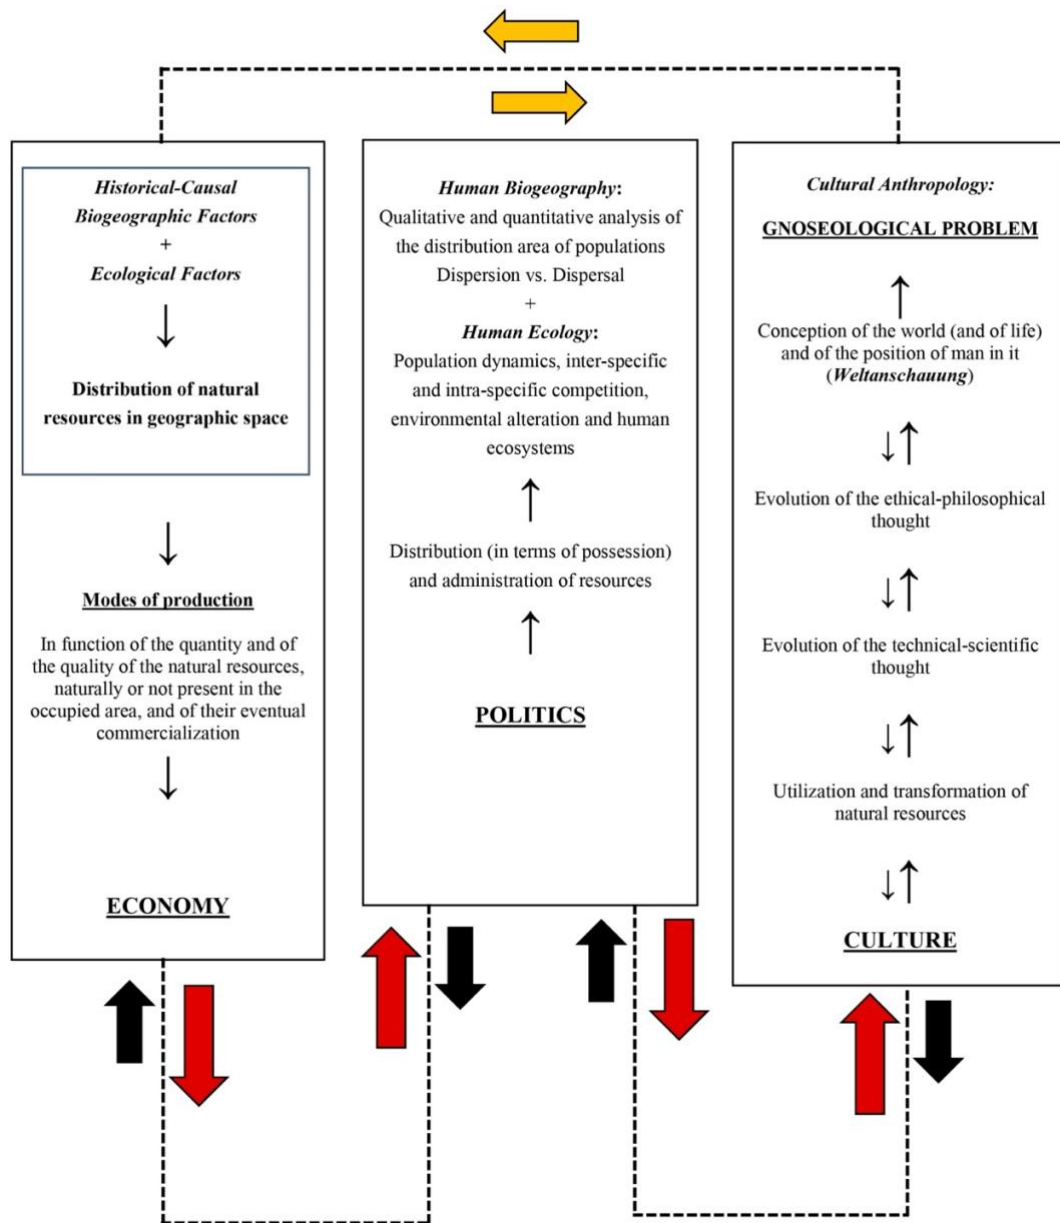 Historical-Causal
Biogeographic Factors
+
Ecological Factors
Distribution of natural
resources in geographic space
Modes of production
In function of the quantity and of
the quality of the natural resources,
naturally or not present in the
occupied area, and of their eventual
commercialization
ECONOMY
Human Biogeography:
Qualitative and quantitative analysis of
the distribution area of populations
Dispersion vs. Dispersal
+
Human Ecology:
Population dynamics, inter-specific
and intra-specific competition,
environmental alteration and human
ecosystems
Distribution (in terms of possession)
and administration of resources
POLITICS
Cultural Anthropology:
GNOSEOLOGICAL PROBLEM
Conception of the world (and of life)
and of the position of man in it
(Weltanschauung)
Evolution of the ethical-philosophical
thought
Evolution of the technical-scientific
thought
Utilization and transformation of
natural resources
CULTURE